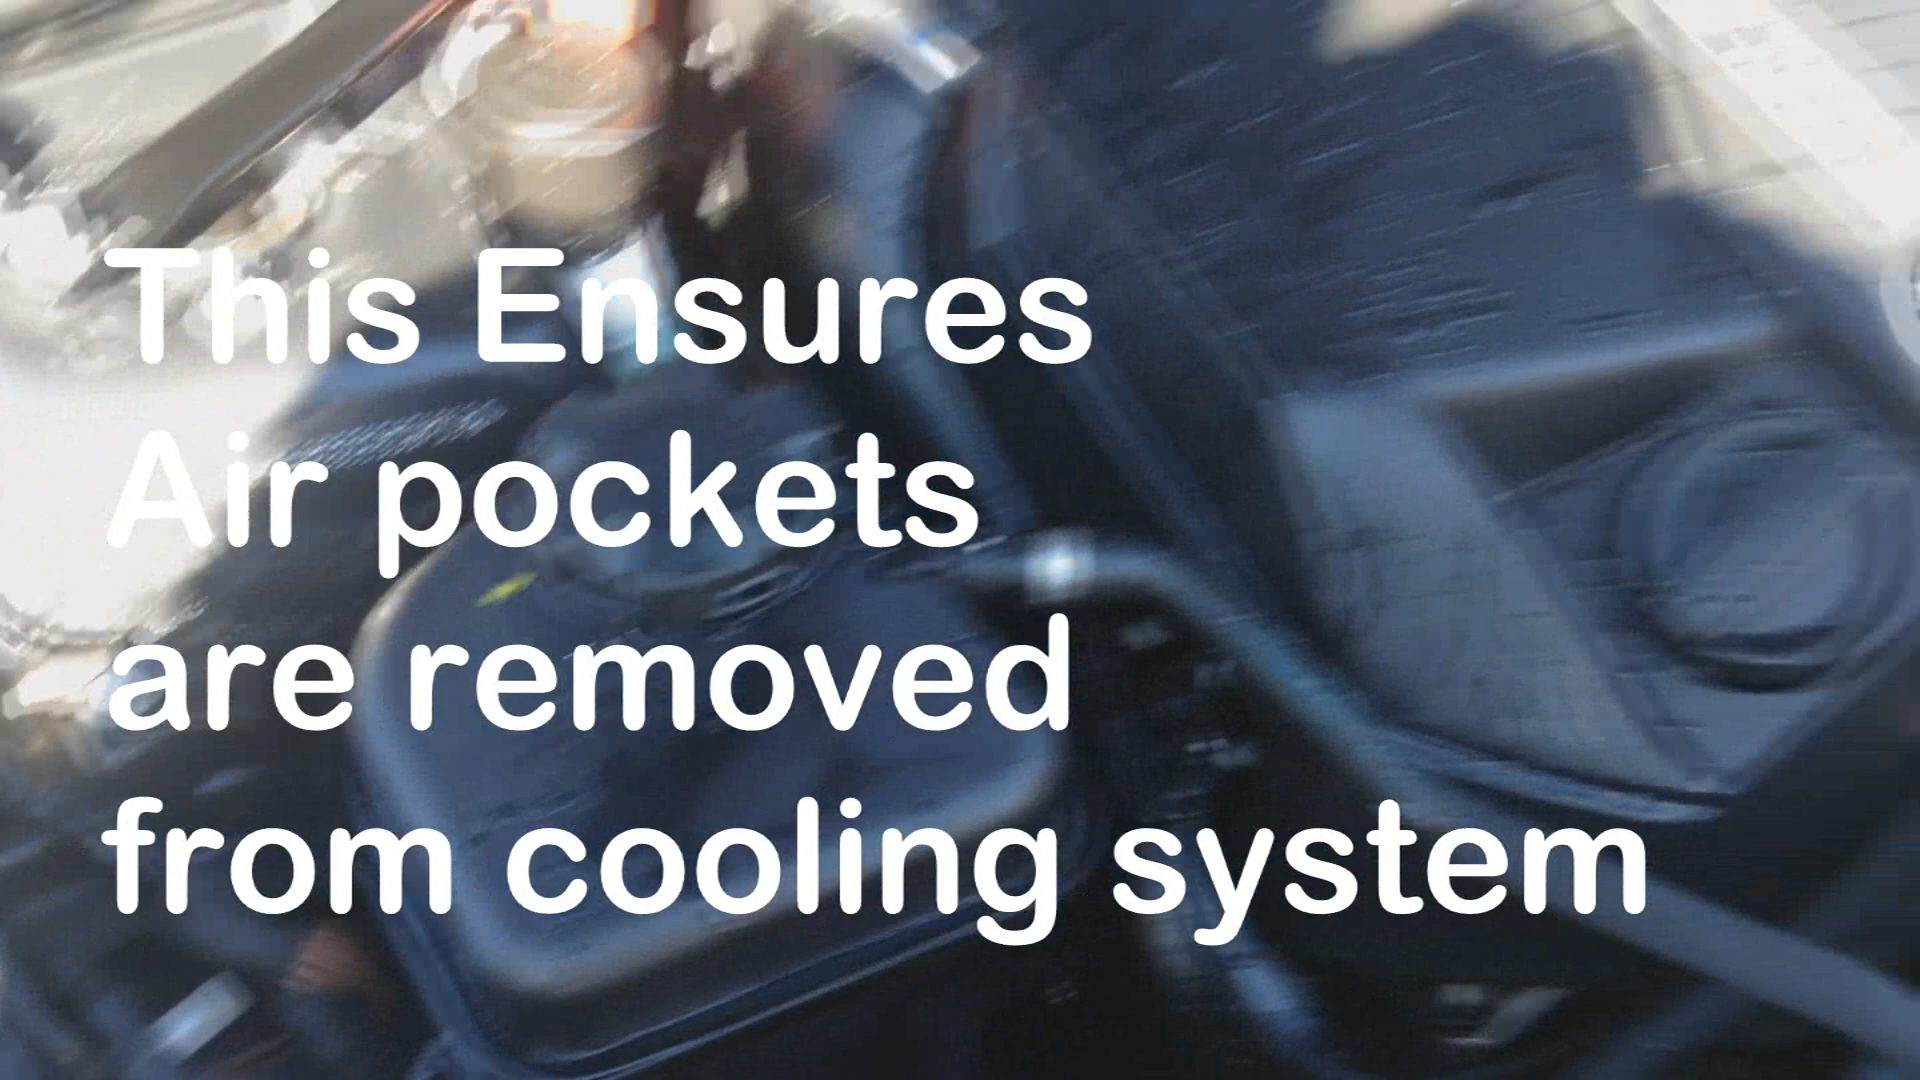 This Ensures
Air pockets
are removed
from cooling system